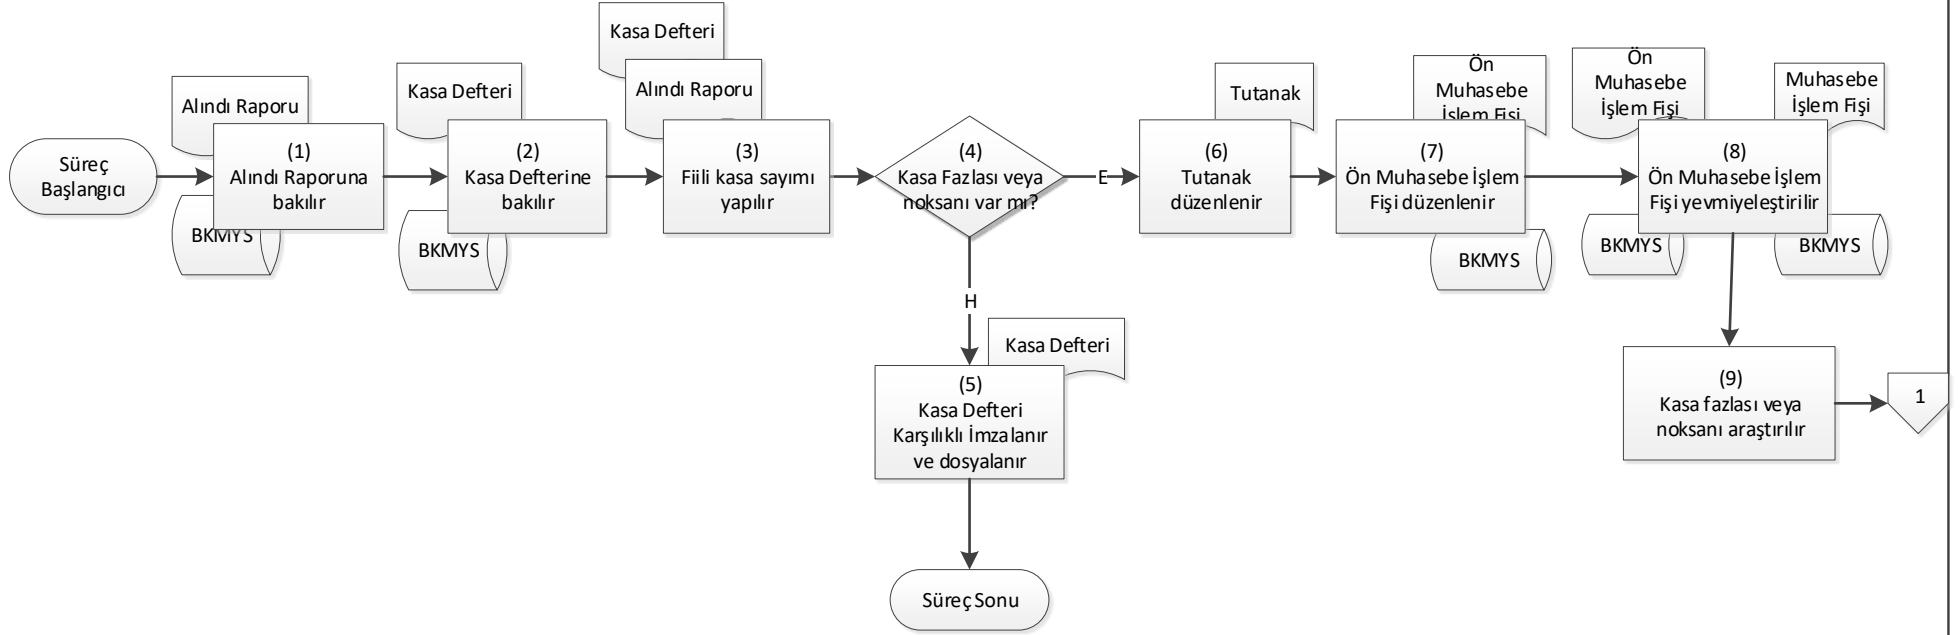 Süreç
Başlangıcı
Alındı Raporu
(1)
Alındı Raporuna
bakılır
BKMYS
Kasa Defteri
(2)
Kasa Defterine
bakılır
BKMYS
Kasa Defteri
Alındı Raporu
(3)
Fiili kasa sayımı
yapılır
(4)
Kasa Fazlası veya
noksanı var mı?
E
H
Kasa Defteri
(5)
Kasa Defteri
Karşılıklı İmzalanır
ve dosyalanır
Süreç Sonu
Tutanak
(6)
Tutanak
düzenlenir
Ön
Muhasebe
İşlem Fişi
(7)
Ön Muhasebe İşlem
Fişi düzenlenir
BKMYS
Ön
Muhasebe
İşlem Fişi
Muhasebe
İşlem Fişi
(8)
Ön Muhasebe İşlem
Fişi yevmiyeleştirilir
BKMYS
BKMYS
(9)
Kasa fazlası veya
noksanı araştırılır
1